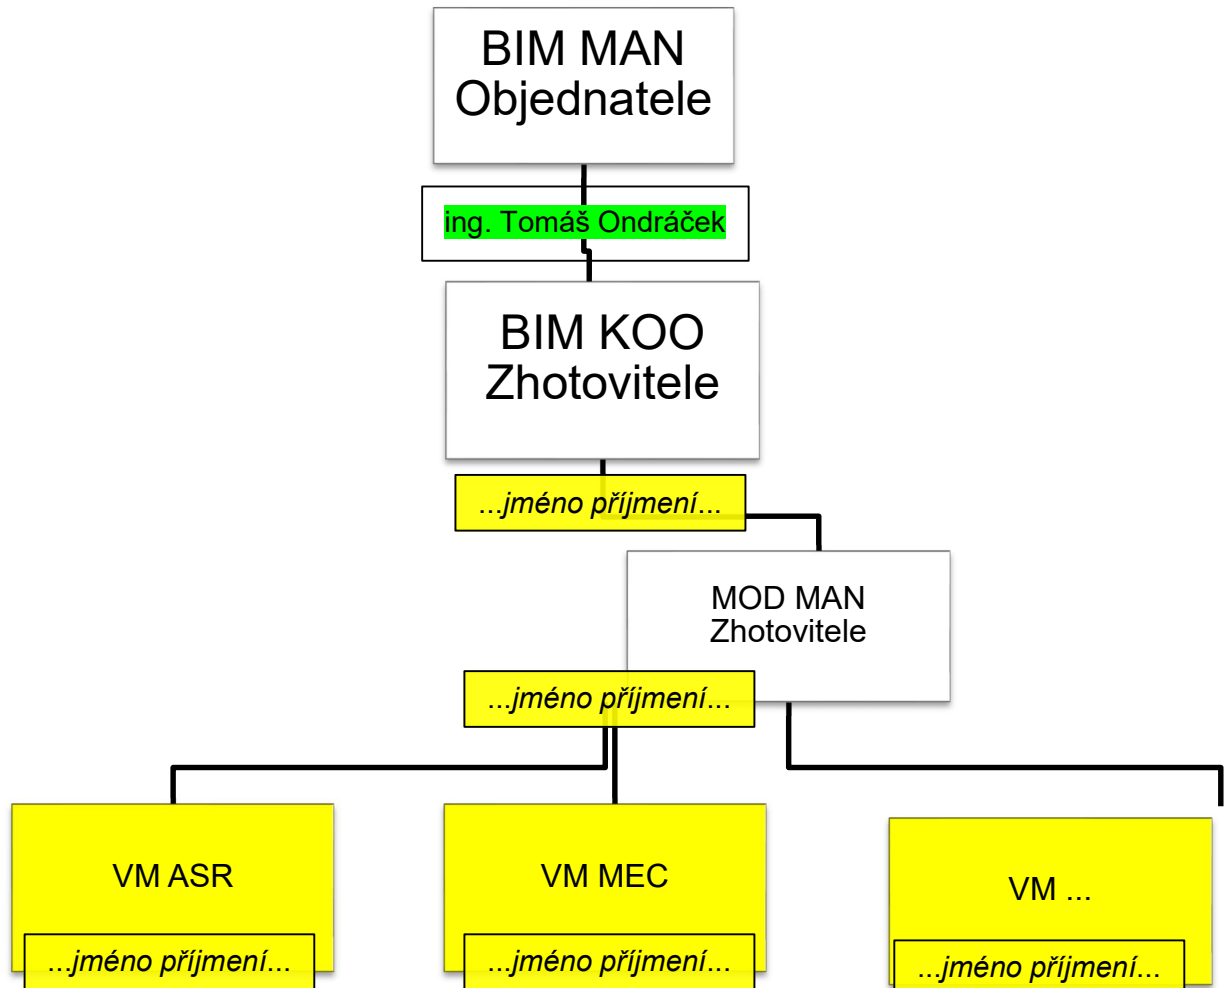 BIM MAN
Objednatele
ing. Tomáš Ondráček
BIM KOO
Zhotovitele
...jméno příjmení...
MOD MAN
Zhotovitele
...jméno příjmení...
VM ASR
...jméno příjmení...
VM MEC
...jméno příjmení...
VM ...
...jméno příjmení...